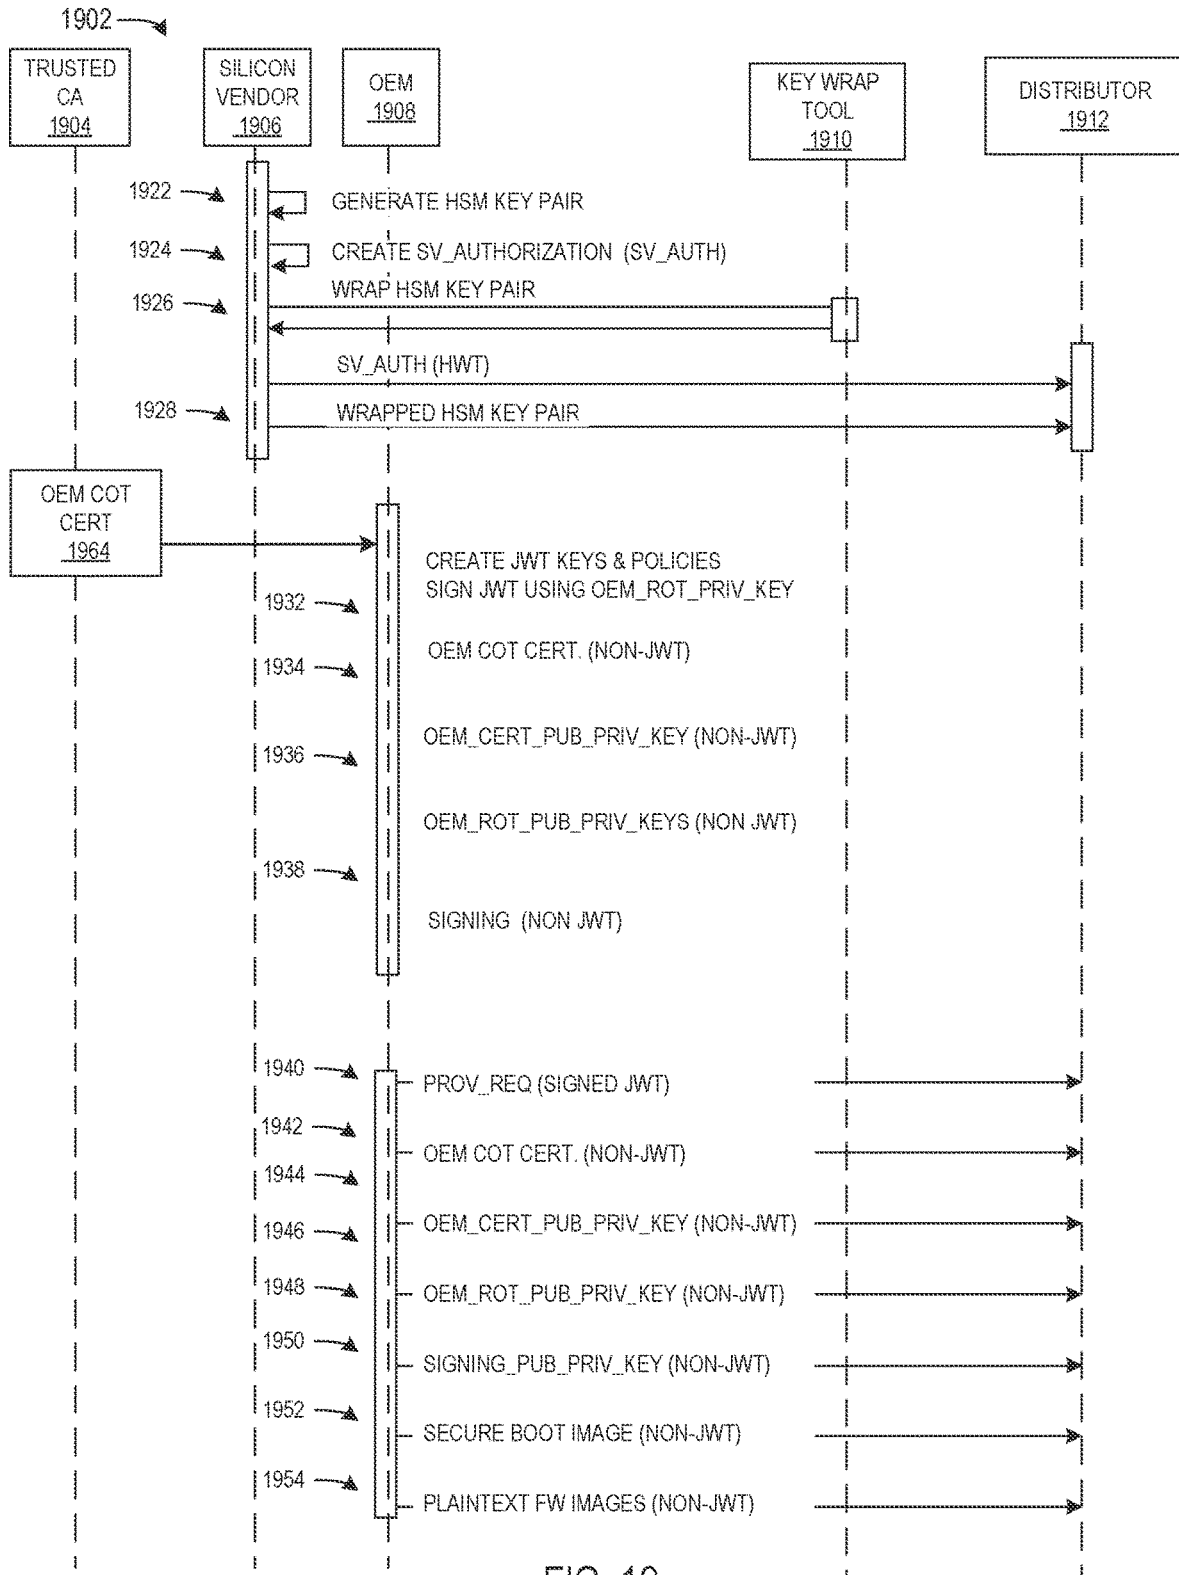 1902
TRUSTED
CA
1904
SILICON
VENDOR
1906
OEM
1908
KEY WRAP
TOOL
1910
DISTRIBUTOR
1912
1922
GENERATE HSM KEY PAIR
1924
CREATE SV_AUTHORIZATION (SV_AUTH)
1926
WRAP HSM KEY PAIR
SV_AUTH (HWT)
1928
WRAPPED HSM KEY PAIR
OEM COT
CERT
1964
CREATE JWT KEYS & POLICIES
SIGN JWT USING OEM_ROT_PRIV_KEY
1932
OEM COT CERT. (NON-JWT)
1934
OEM_CERT_PUB_PRIV_KEY (NON-JWT)
1936
OEM_ROT_PUB_PRIV_KEYS (NON JWT)
1938
SIGNING (NON JWT)
1940
PROV_REQ (SIGNED JWT)
1942
OEM COT CERT. (NON-JWT)
1944
OEM_CERT_PUB_PRIV_KEY (NON-JWT)
1946
1948
OEM_ROT_PUB_PRIV_KEY (NON-JWT)
1950
SIGNING_PUB_PRIV_KEY (NON-JWT)
1952
SECURE BOOT IMAGE (NON-JWT)
1954
PLAINTEXT FW IMAGES (NON-JWT)